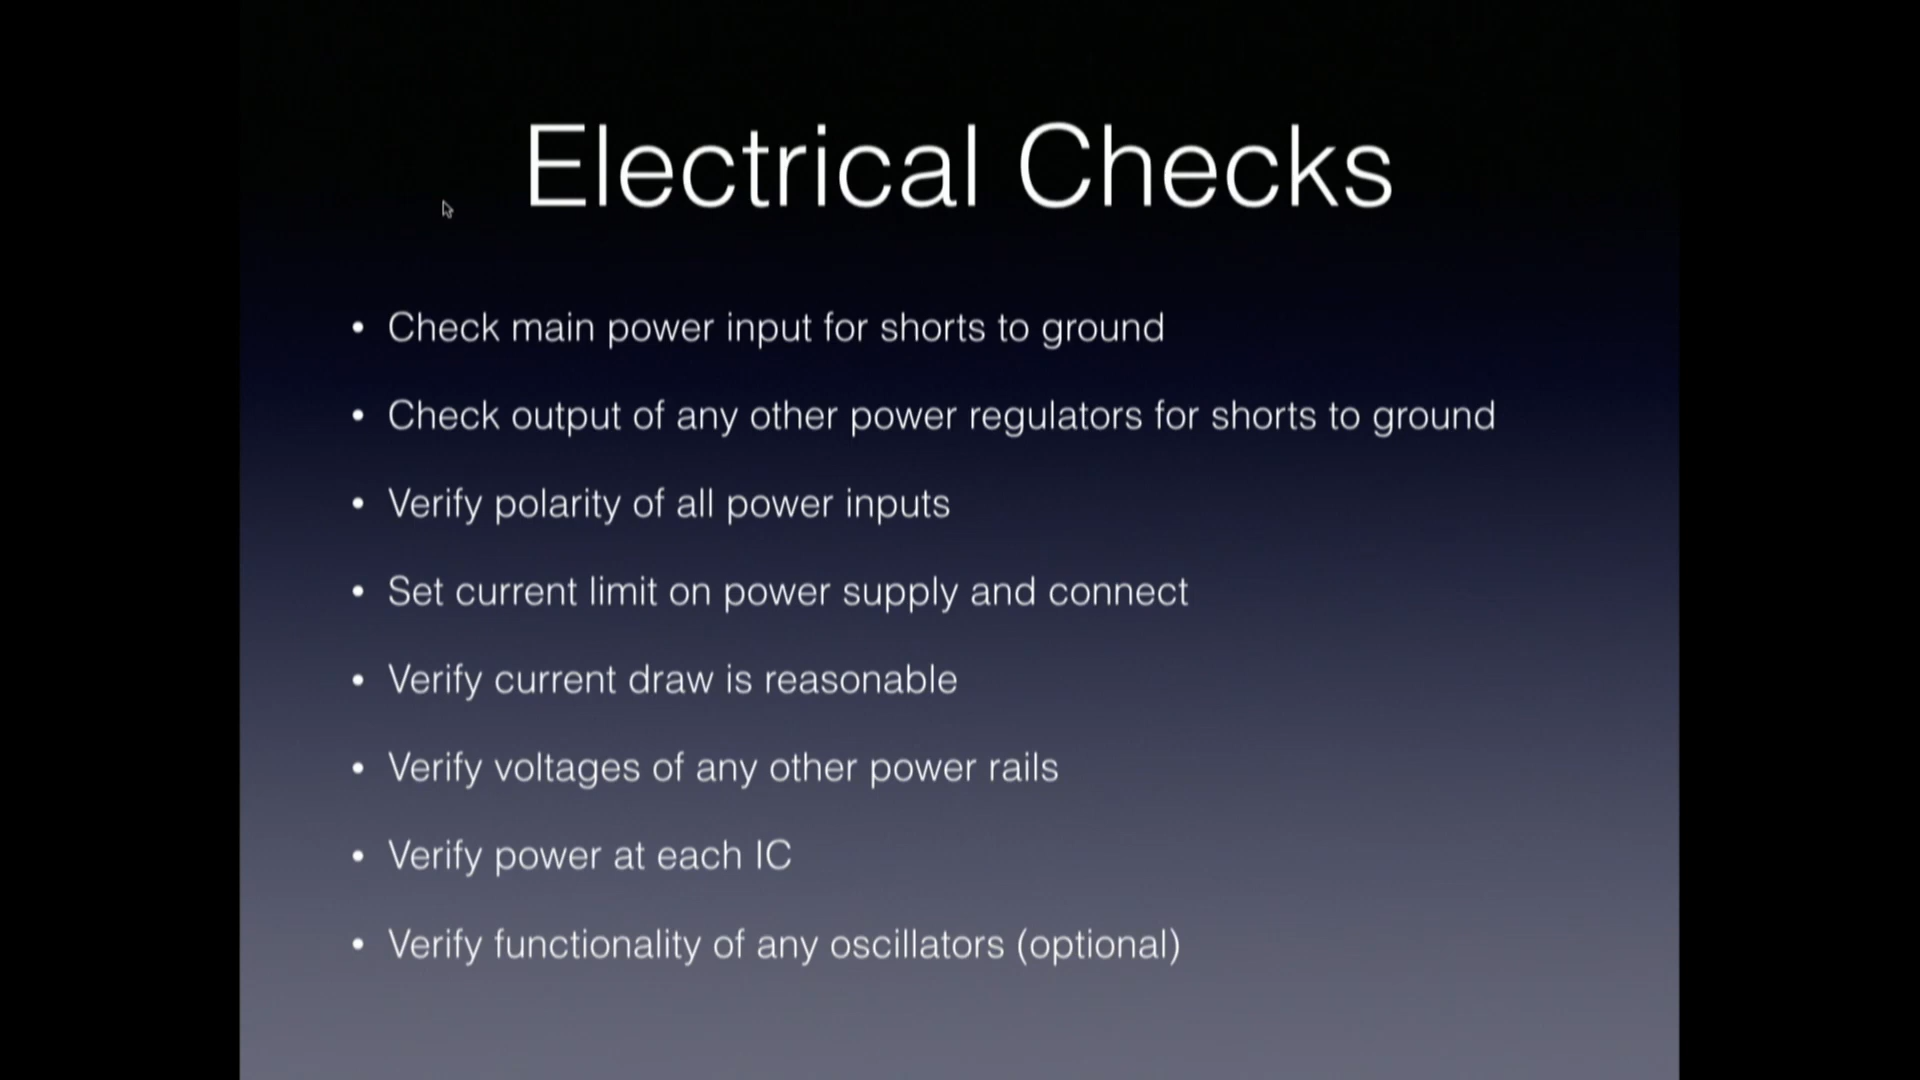 Electrical Checks
• Check main power input for shorts to ground
• Check output of any other power regulators for shorts to ground
• Verify polarity of all power inputs
• Set current limit on power supply and connect
• Verify current draw is reasonable
• Verify voltages of any other power rails
• Verify power at each IC
• Verify functionality of any oscillators (optional)